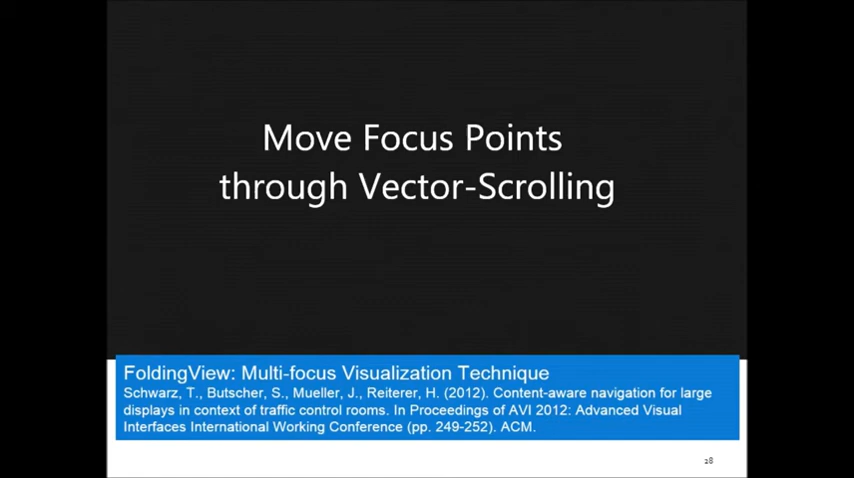 Move Focus Points
through Vector-Scrolling
FoldingView: Multi-focus Visualization Technique
Schwarz, T., Butscher, S., Mueller, J., Reiterer, H. (2012). Content-aware navigation for large
displays in context of traffic control rooms. In Proceedings of AVI 2012: Advanced Visual
Interfaces International Working Conference (pp. 249-252). ACM.
28